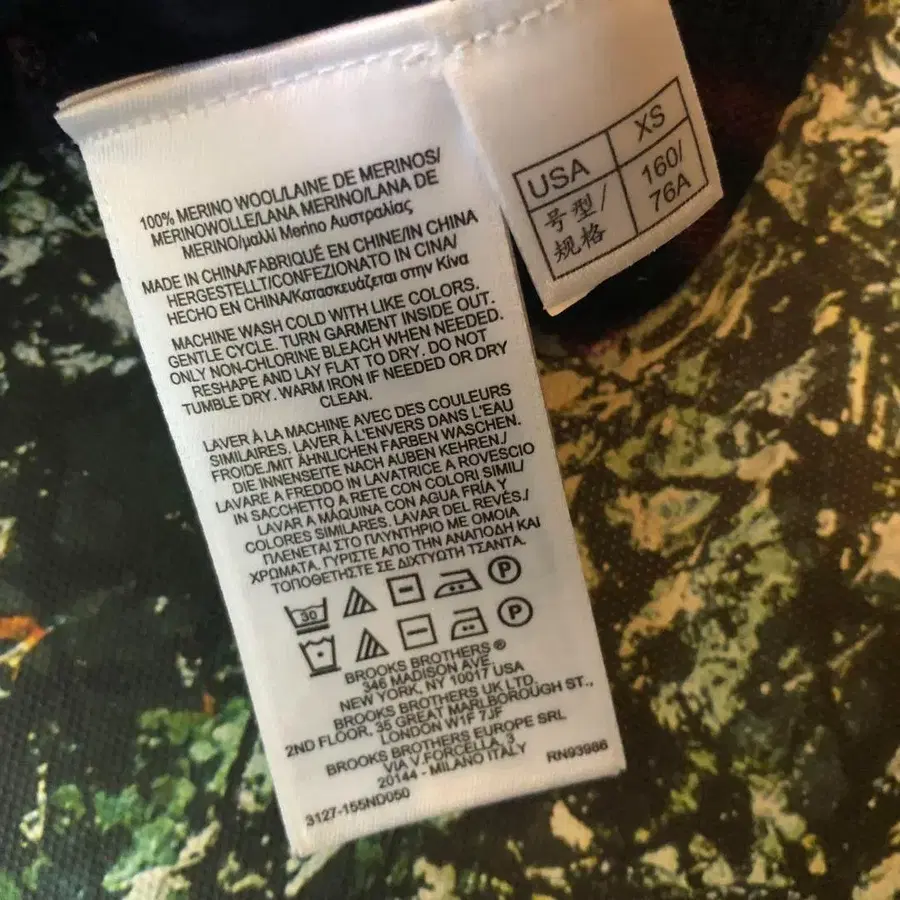 100% MERINO WOOL/LAINE DE MERINOS/
MERINOWOLLE/LANA MERINO/LANA DE
MERINO/μαλλί Merino Αυστραλίας
MADE IN CHINA/FABRIQUÉ EN CHINE/IN CHINA
HERGESTELLT/CONFEZIONATO IN CINA/
HECHO EN CHINA/Κατασκευάζεται στην Κίνα
MACHINE WASH COLD WITH LIKE COLORS.
GENTLE CYCLE. TURN GARMENT INSIDE OUT.
ONLY NON-CHLORINE BLEACH WHEN NEEDED.
RESHAPE AND LAY FLAT TO DRY. DO NOT
TUMBLE DRY. WARM IRON IF NEEDED OR DRY
CLEAN.
LAVER À LA MACHINE AVEC DES COULEURS
SIMILAIRES. LAVER À L'ENVERS DANS L'EAU
FROIDE./MIT ÄHNLICHEN FARBEN WASCHEN.
DIE INNENSEITE NACH AUBEN KEHREN./
LAVARE A FREDDO IN LAVATRICE A ROVESCIO
IN SACCHETTO A RETE CON COLORI SIMIL/
LAVAR A MÁQUINA CON AGUA FRÍA Y
COLORES SIMILARES. LAVAR DEL REVÉS./
ΠΛΕΝΕΤΑΙ ΣΤΟ ΠΛΥΝΤΗΡΙΟ ΜΕ ΟΜΟΙΑ
ΧΡΩΜΑΤΑ. ΓΥΡΙΣΤΕ ΑΠΟ ΤΗΝ ΑΝΑΠΟΔΗ ΚΑΙ
ΤΟΠΟΘΕΤΗΣΤΕ ΣΕ ΔΙΧΤΥΩΤΗ ΤΣΑΝΤΑ.
30 P
P
BROOKS BROTHERS ®
346 MADISON AVE.
NEW YORK, NY 10017 USA
BROOKS BROTHERS UK LTD.
2ND FLOOR, 35 GREAT MARLBOROUGH ST.,
LONDON W1F 7JF
BROOKS BROTHERS EUROPE SRL
VIA V.FORCELLA, 3
20144 - MILANO ITALY
RN93986
3127-155ND050
USA XS
号型/规格 160/76A